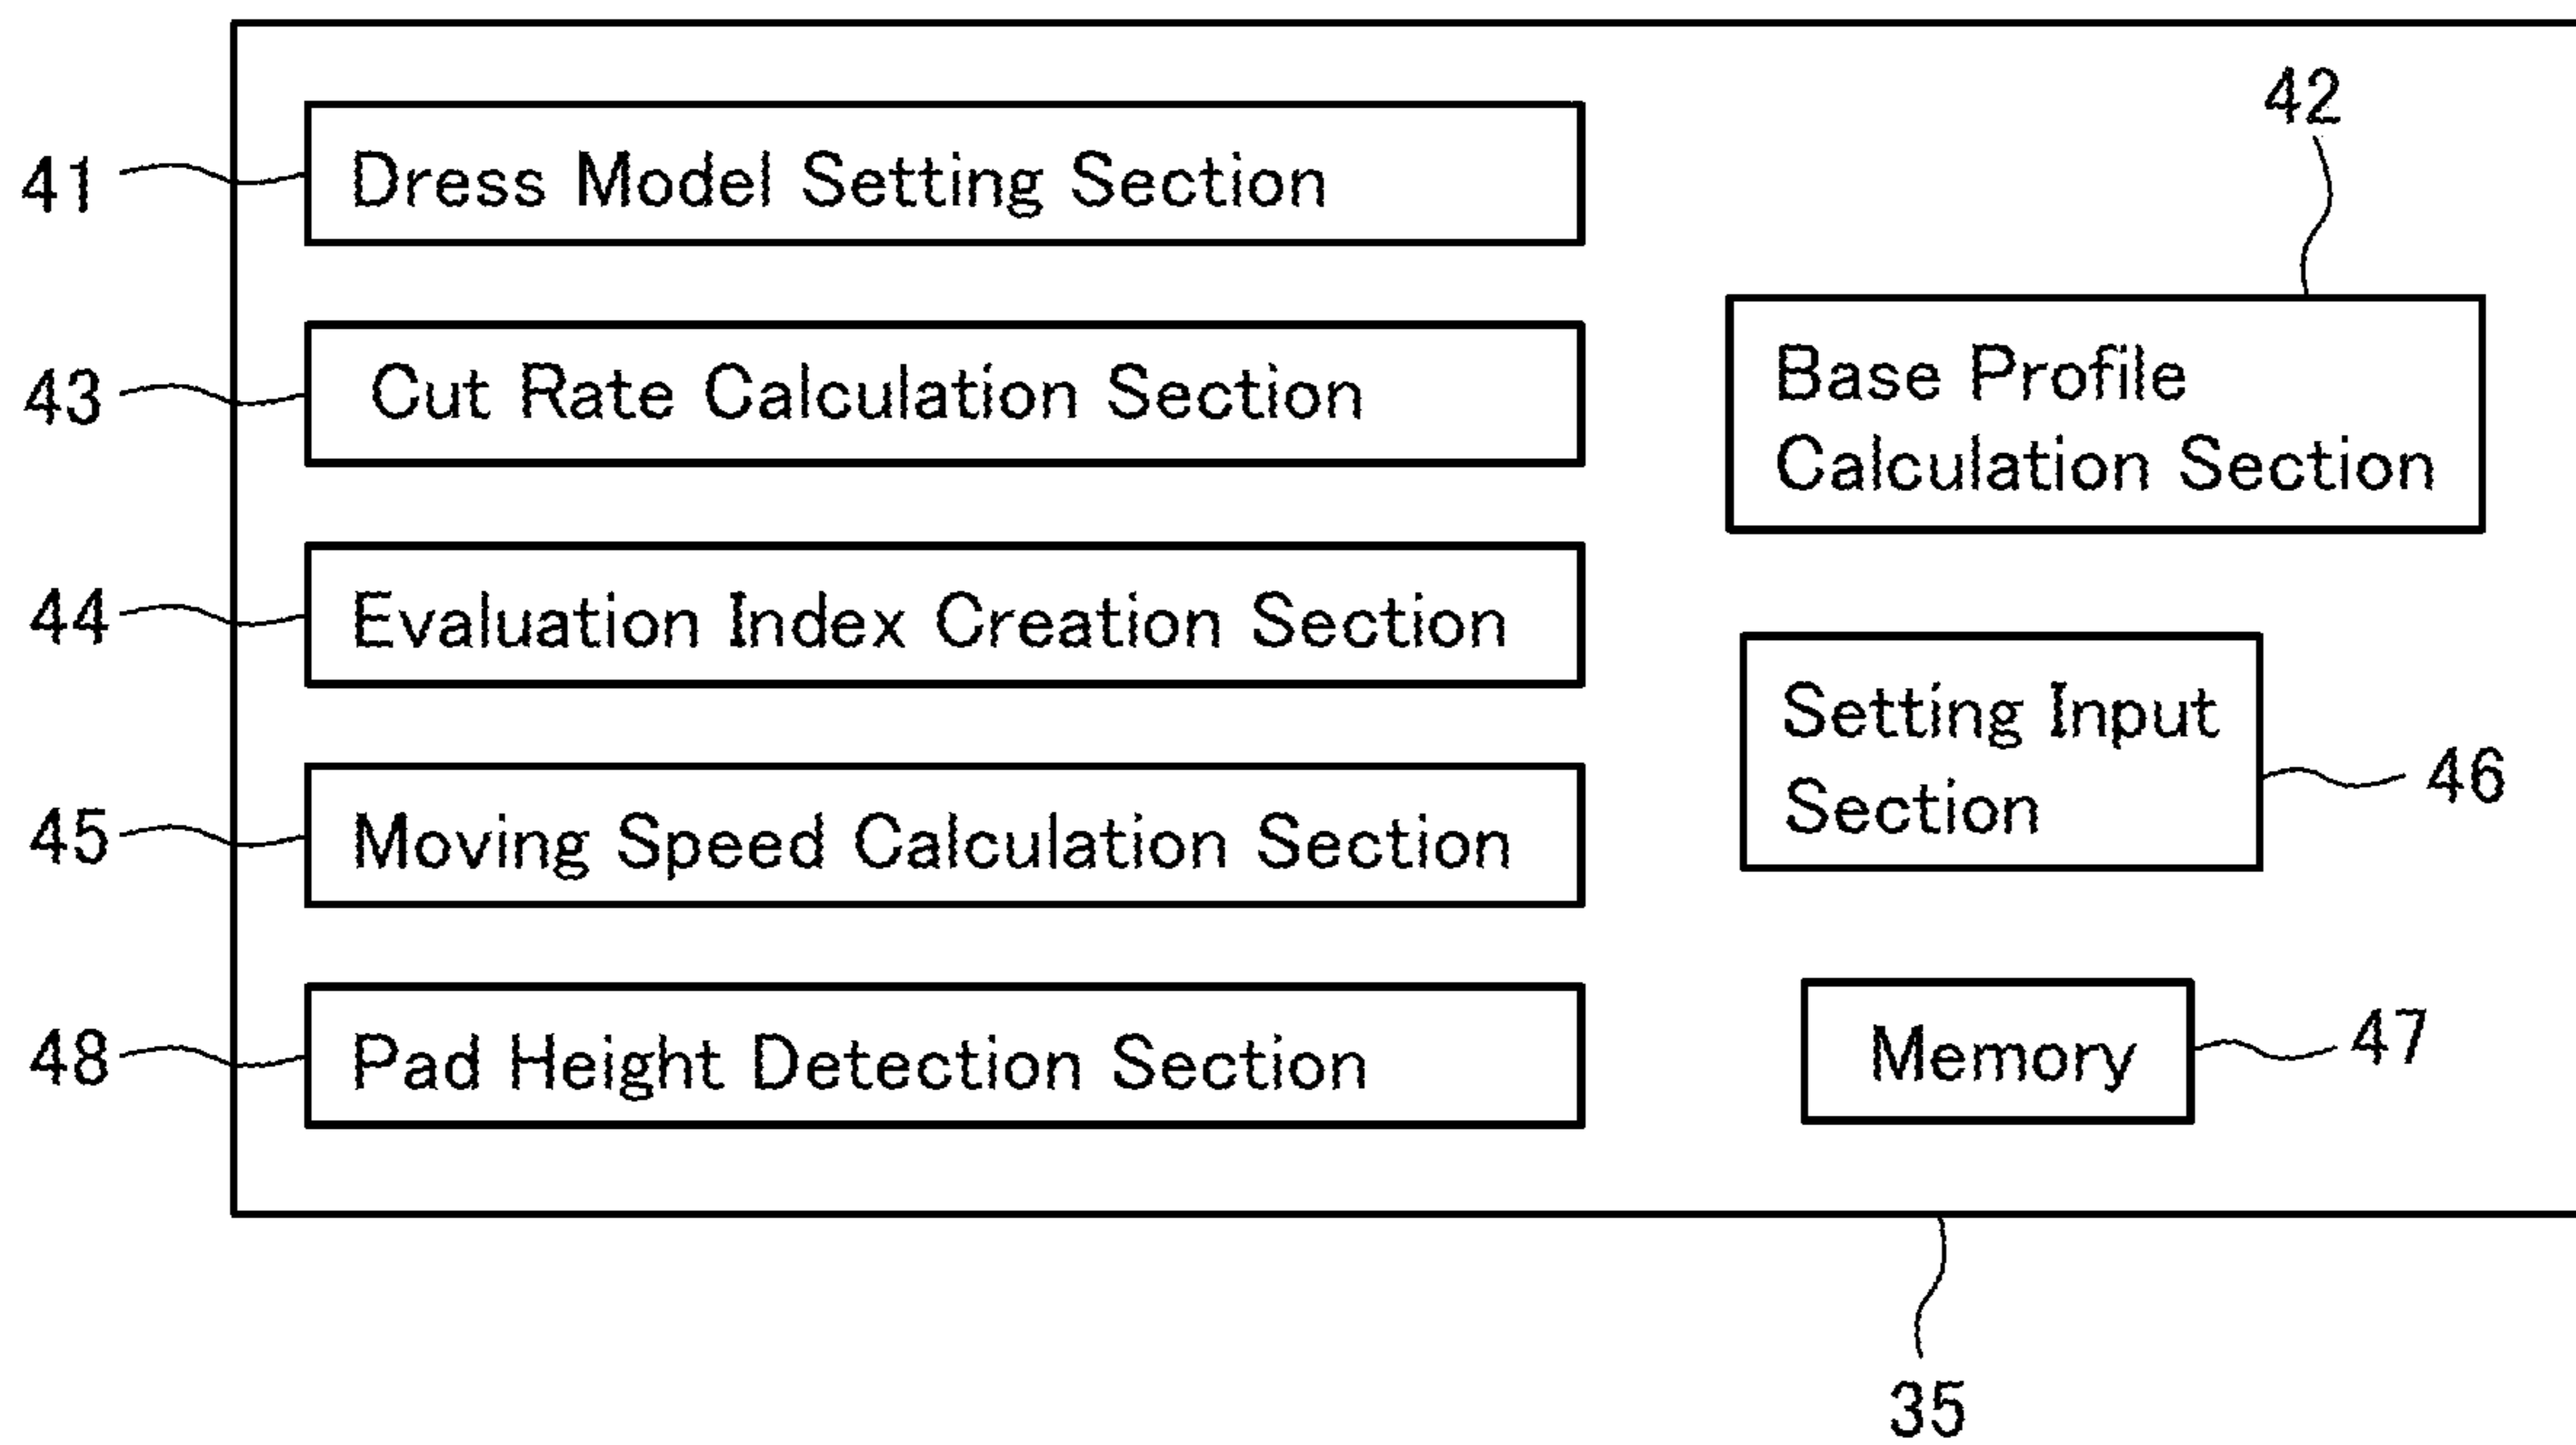 42
41
Dress Model Setting Section
43
Cut Rate Calculation Section
Base Profile
Calculation Section
44
Evaluation Index Creation Section
Setting Input
Section
46
45
Moving Speed Calculation Section
48
Pad Height Detection Section
Memory
47
35